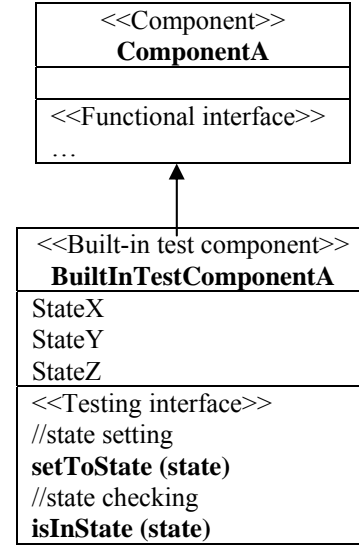 <<Component>>
ComponentA
<<Functional interface>>
…
<<Built-in test component>>
BuiltInTestComponentA
StateX
StateY
StateZ
<<Testing interface>>
//state setting
setToState (state)
//state checking
isInState (state)